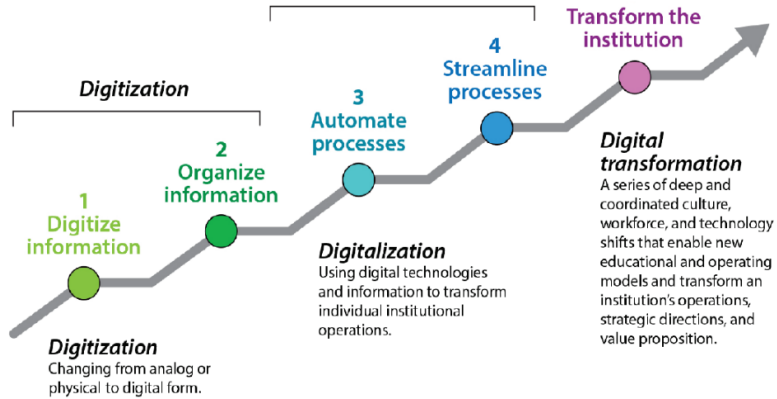 Digitization
1
Digitize
information
2
Organize
information
3
Automate
processes
4
Streamline
processes
Transform the
institution
Digitization
Changing from analog or
physical to digital form.
Digitalization
Using digital technologies
and information to transform
individual institutional
operations.
Digital
transformation
A series of deep and
coordinated culture,
workforce, and technology
shifts that enable new
educational and operating
models and transform an
institution's operations,
strategic directions, and
value proposition.